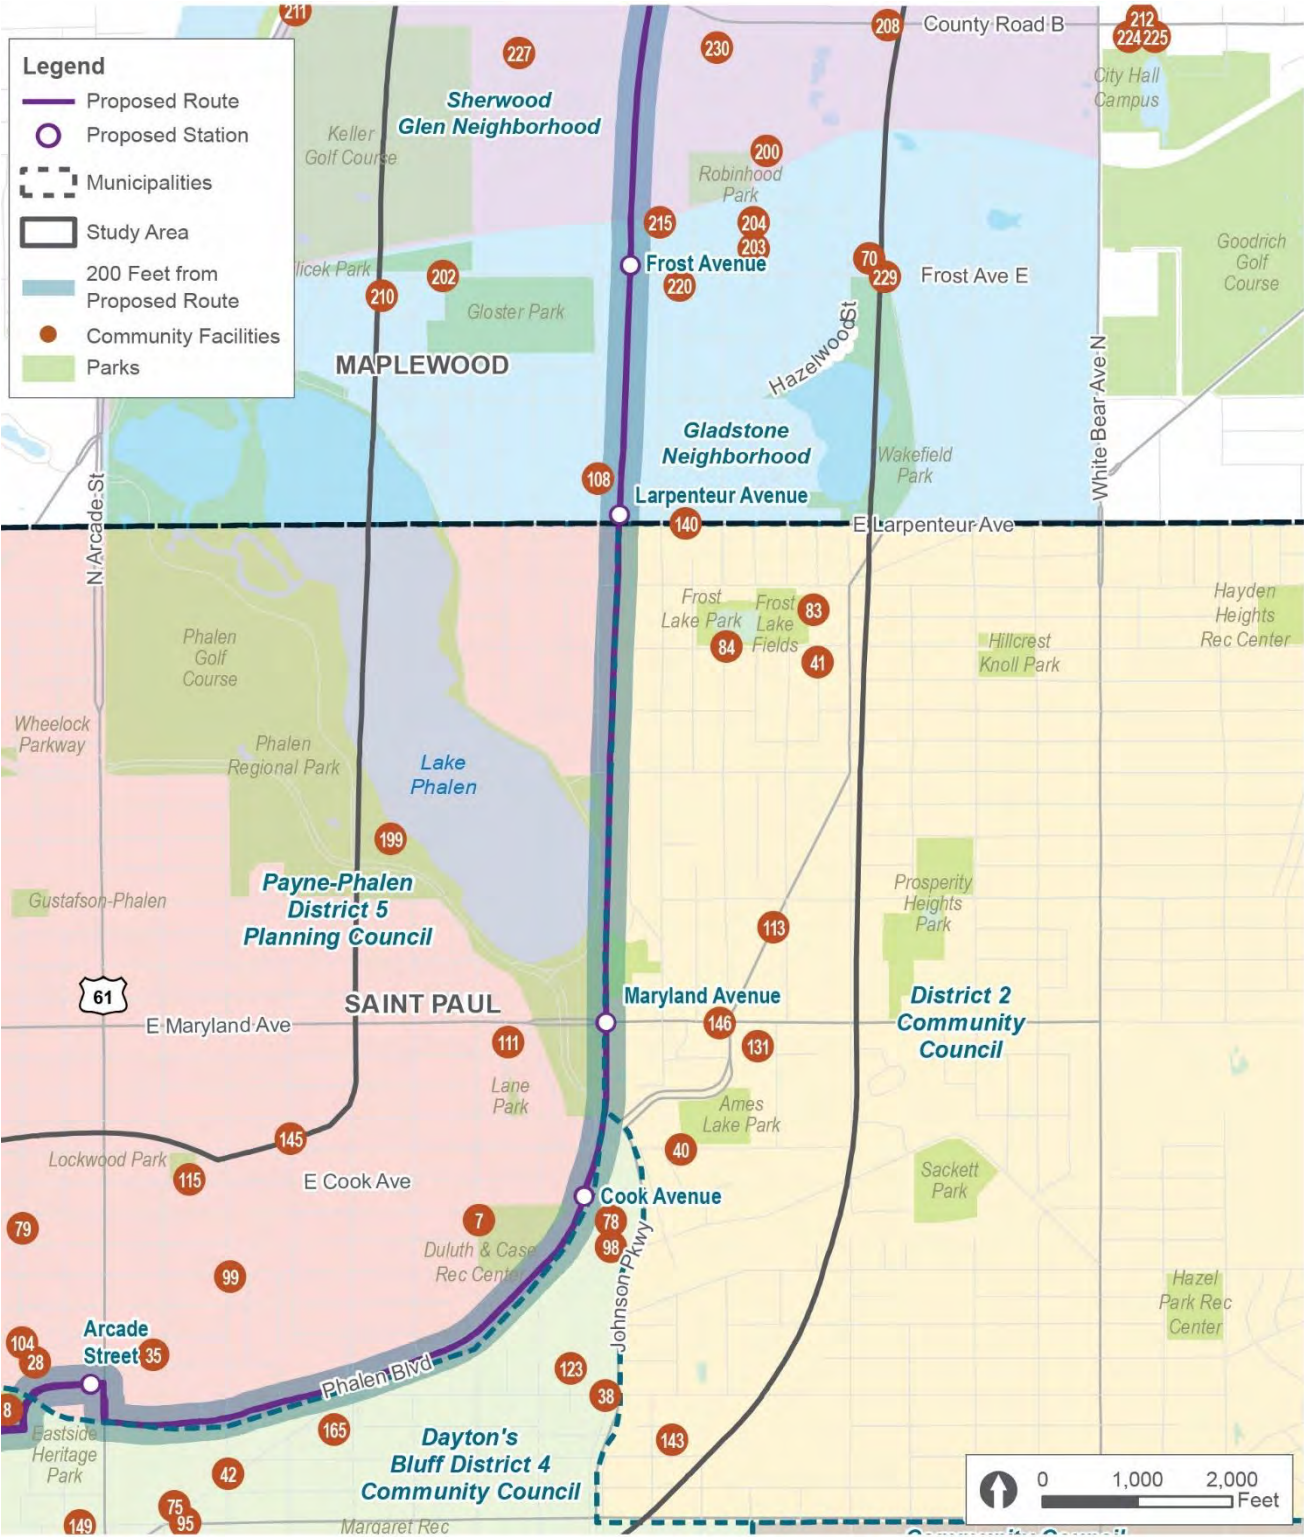 211
227
230
208
County Road B
212
224
225
Legend
Proposed Route
Proposed Station
Municipalities
Study Area
200 Feet from
Proposed Route
Community Facilities
Parks
Sherwood
Glen Neighborhood
City Hall
Campus
Keller
Golf Course
200
Robinhood
Park
215
204
203
Frost Avenue
220
70
229
Frost Ave E
Goodrich
Golf
Course
licek Park
202
210
Gloster Park
Hazelwood St
MAPLEWOOD
White Bear Ave N
Gladstone
Neighborhood
Wakefield
Park
108
Larpenteur Avenue
140
E Larpenteur Ave
N Arcade St
Frost
Lake Park
Frost
Lake
Fields
83
84
41
Hillcrest
Knoll Park
Hayden
Heights
Rec Center
Phalen
Golf
Course
Wheelock
Parkway
Phalen
Regional Park
Lake
Phalen
199
Payne-Phalen
District 5
Planning Council
Gustafson-Phalen
Prosperity
Heights
Park
113
61
SAINT PAUL
Maryland Avenue
District 2
Community
Council
E Maryland Ave
146
131
111
Lane
Park
Ames
Lake Park
145
40
Lockwood Park
115
E Cook Ave
Sackett
Park
Cook Avenue
79
7
78
98
Duluth & Case
Rec Center
Johnson Pkwy
99
Hazel
Park Rec
Center
104
28
Arcade
Street
35
Phalen Blvd
123
38
8
Eastside
Heritage
Park
165
143
Dayton's
Bluff District 4
Community Council
42
75
95
149
Margaret Rec
0 1,000 2,000
Feet
Community Council